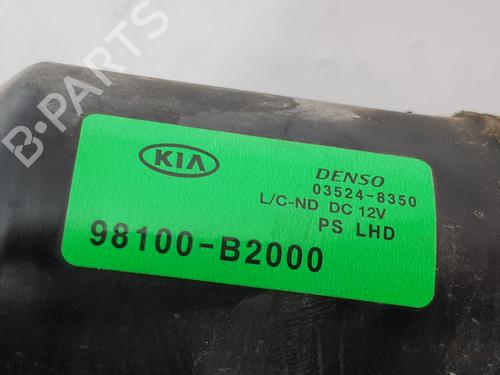 B-PARTS
KIA
DENSO
03524-8350
L/C-ND DC 12V
PS LHD
98100-B2000